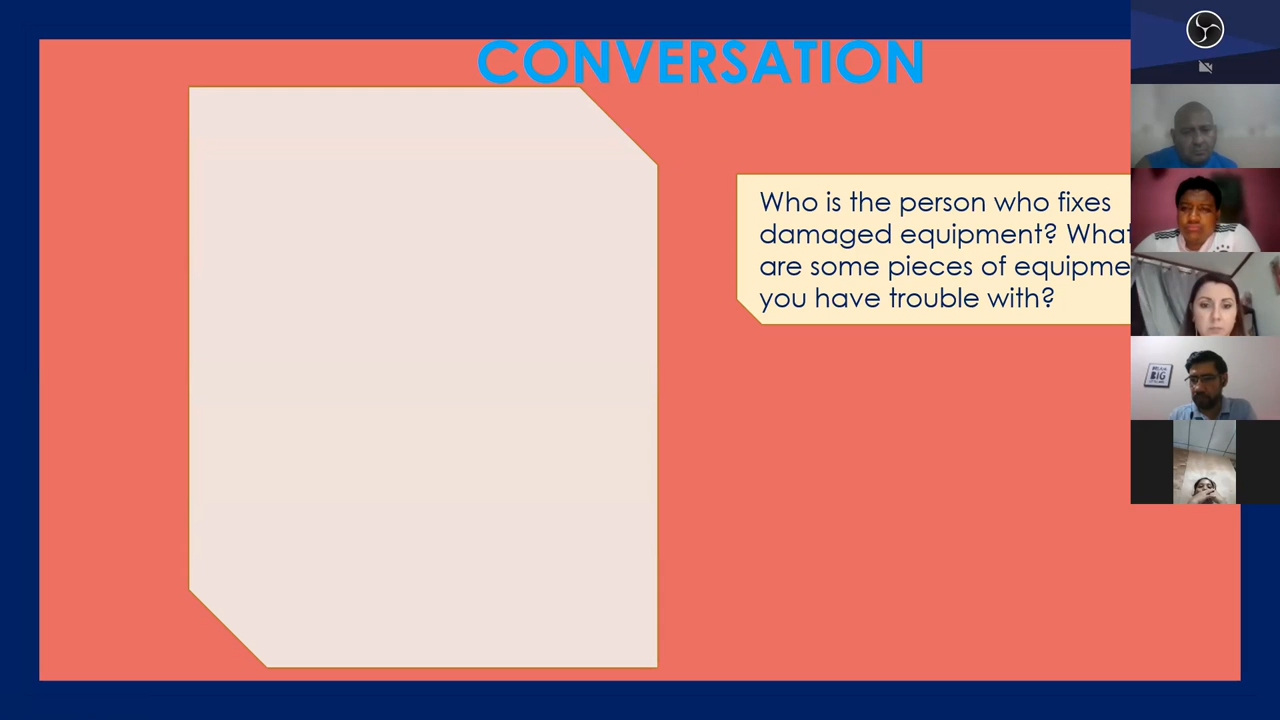 CONVERSATION
Who is the person who fixes
damaged equipment? What
are some pieces of equipme
you have trouble with?
BIG